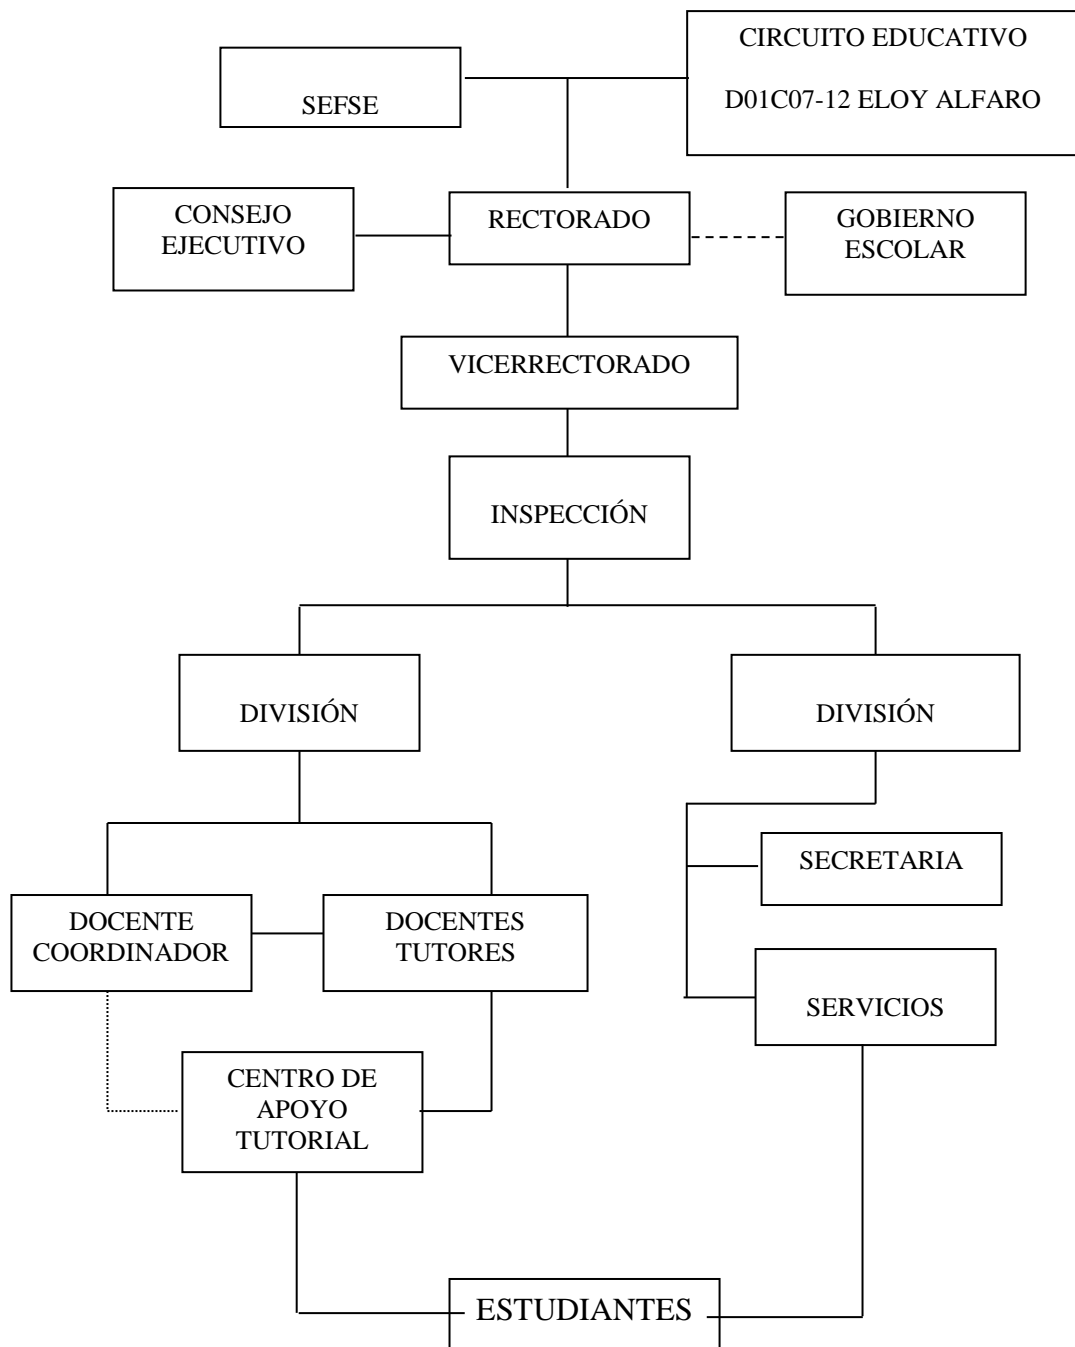 CIRCUITO EDUCATIVO
D01C07-12 ELOY ALFARO
SEFSE
CONSEJO
EJECUTIVO
RECTORADO
GOBIERNO
ESCOLAR
VICERRECTORADO
INSPECCIÓN
DIVISIÓN
DIVISIÓN
SECRETARIA
DOCENTE
COORDINADOR
DOCENTES
TUTORES
SERVICIOS
CENTRO DE
APOYO
TUTORIAL
ESTUDIANTES